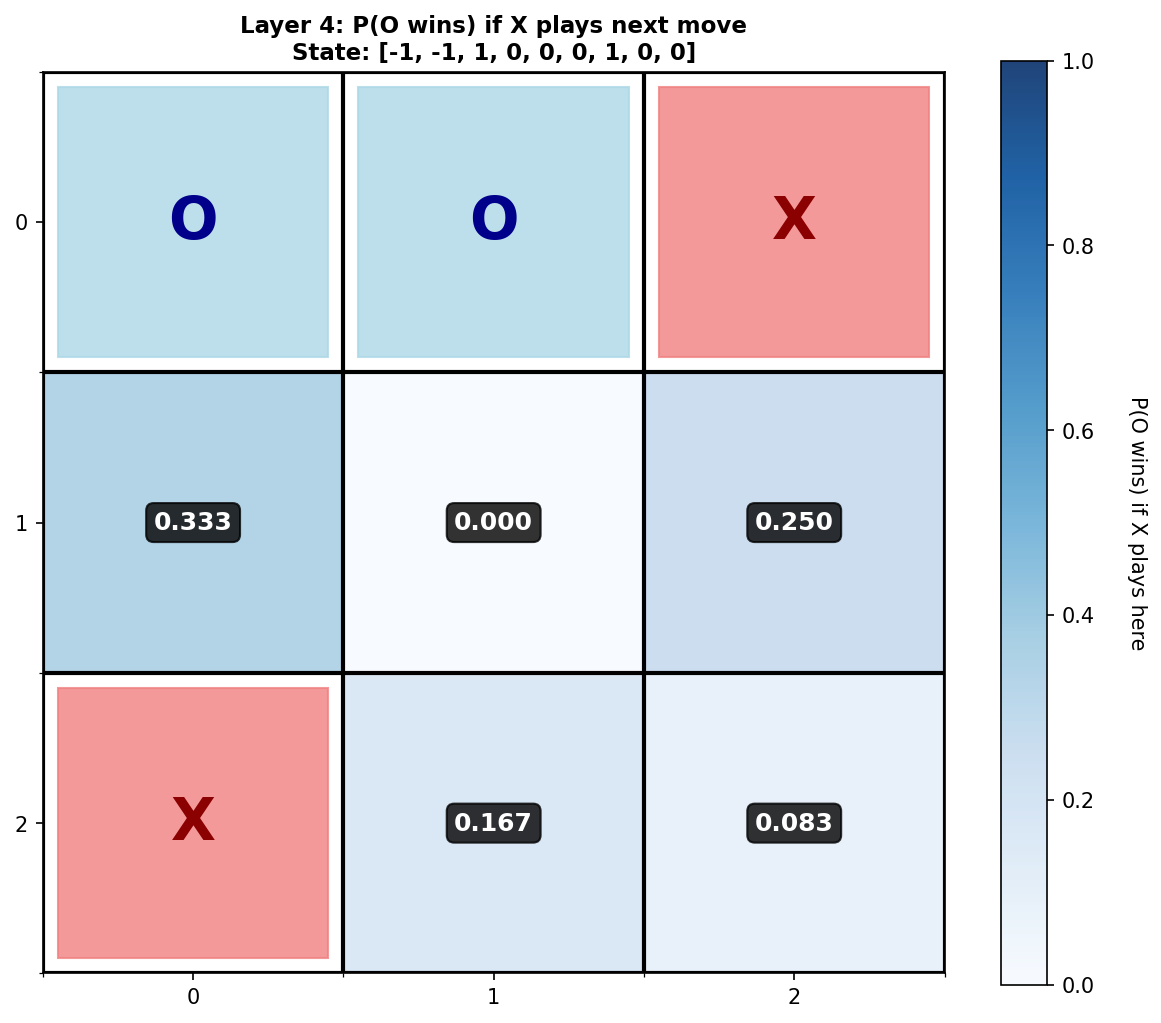 Layer 4: P(O wins) if X plays next move
State: [-1, -1, 1, 0, 0, 0, 1, 0, 0]
0
O
O
X
1
0.333
0.000
0.250
2
X
0.167
0.083
0
1
2
1.0
0.8
0.6
0.4
0.2
0.0
P(O wins) if X plays here